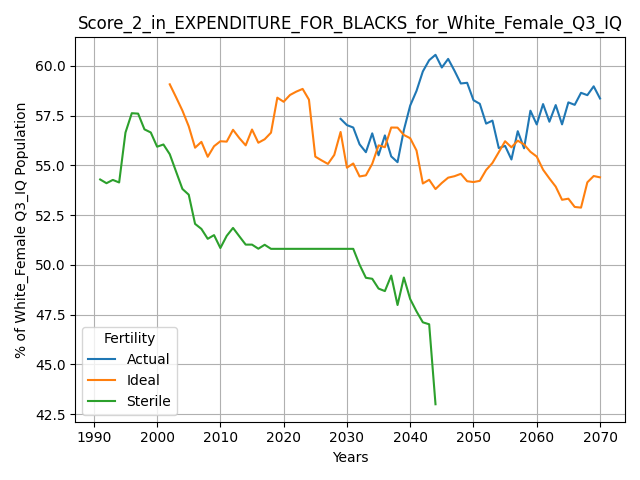 Score_2_in_EXPENDITURE_FOR_BLACKS_for_White_Female_Q3_IQ
% of White_Female Q3_IQ Population
60.0
57.5
55.0
52.5
50.0
47.5
45.0
42.5
Fertility
Actual
Ideal
Sterile
1990 2000 2010 2020 2030 2040 2050 2060 2070
Years